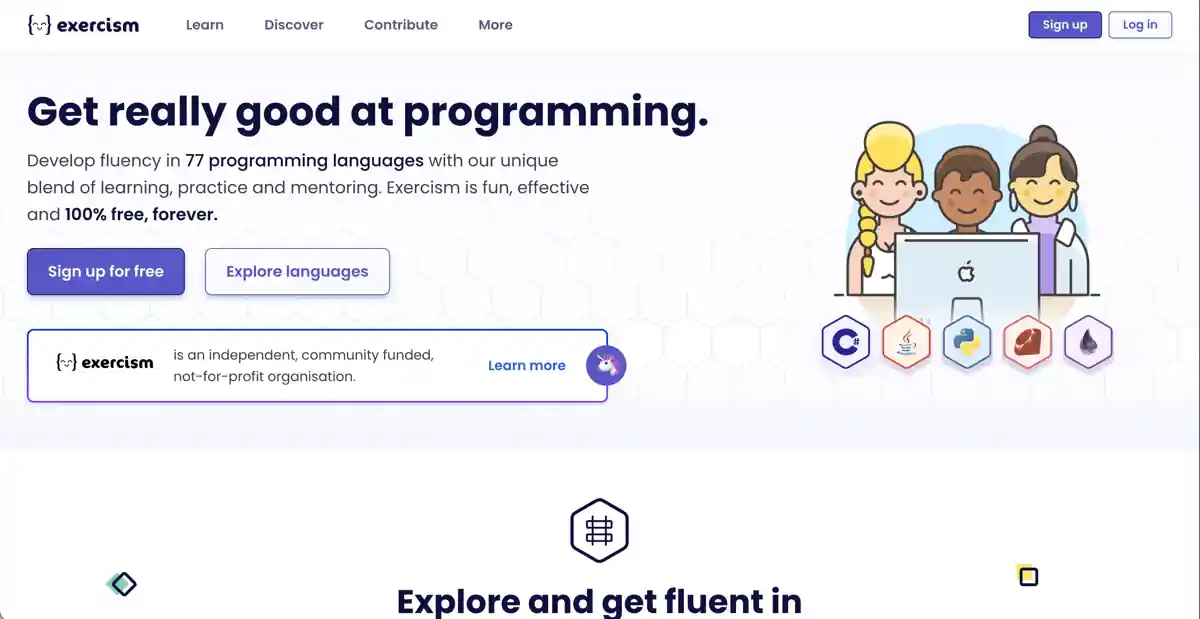 {} exercism
Learn
Discover
Contribute
More
Sign up
Log in
Get really good at programming.
Develop fluency in 77 programming languages with our unique
blend of learning, practice and mentoring. Exercism is fun, effective
and 100% free, forever.
Sign up for free
Explore languages
{} exercism
is an independent, community funded,
not-for-profit organisation.
Learn more
C#
Explore and get fluent in